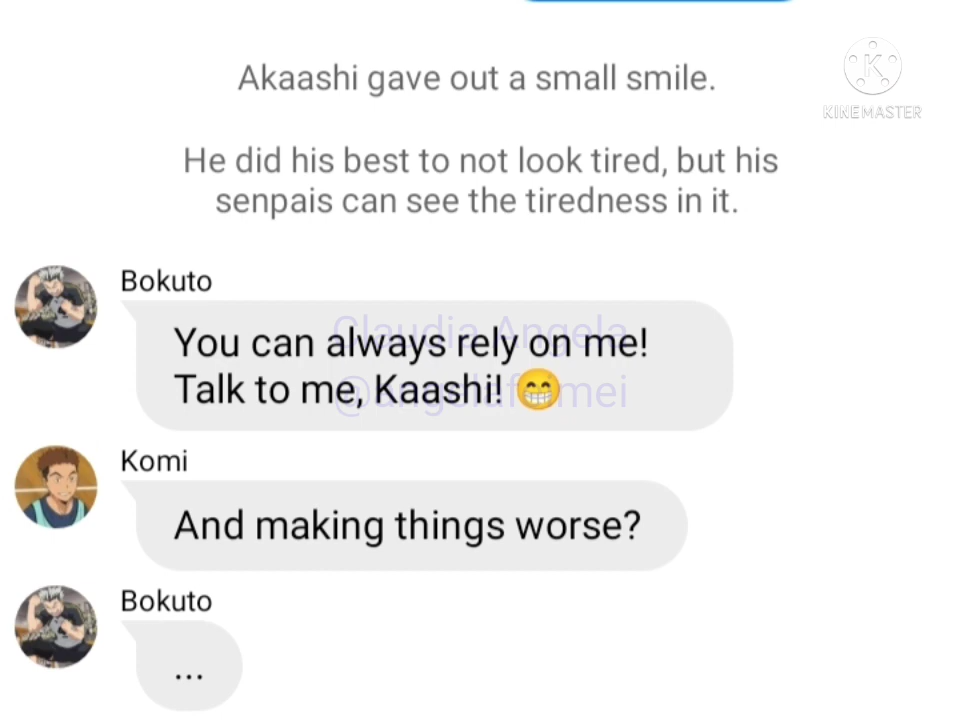 KINEMASTER
Akaashi gave out a small smile.
He did his best to not look tired, but his
senpais can see the tiredness in it.
Bokuto
You can always rely on me!
Talk to me, Kaashi! 😁
Claudia Angela
Komi
And making things worse?
Bokuto
...